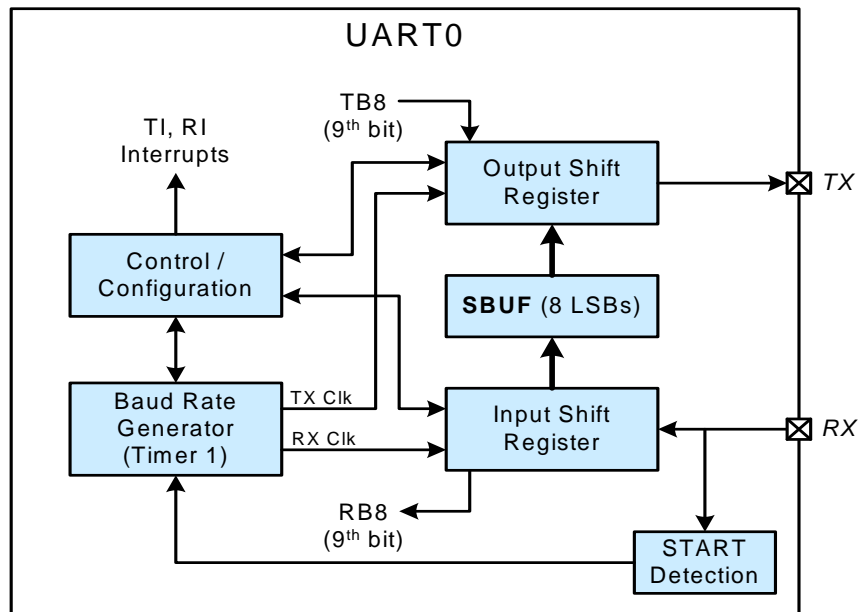 UART0
TB8
(9th bit)
TI, RI
Interrupts
Output Shift
Register
TX
Control /
Configuration
SBUF (8 LSBs)
Baud Rate
Generator
(Timer 1)
TX Clk
RX Clk
Input Shift
Register
RX
RB8
(9th bit)
START
Detection